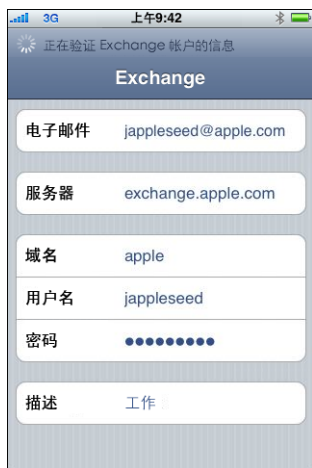 3G 上午9:42
正在验证 Exchange 帐户的信息
Exchange
电子邮件 jappleseed@apple.com
服务器 exchange.apple.com
域名 apple
用户名 jappleseed
密码 ●●●●●●●●●
描述 工作